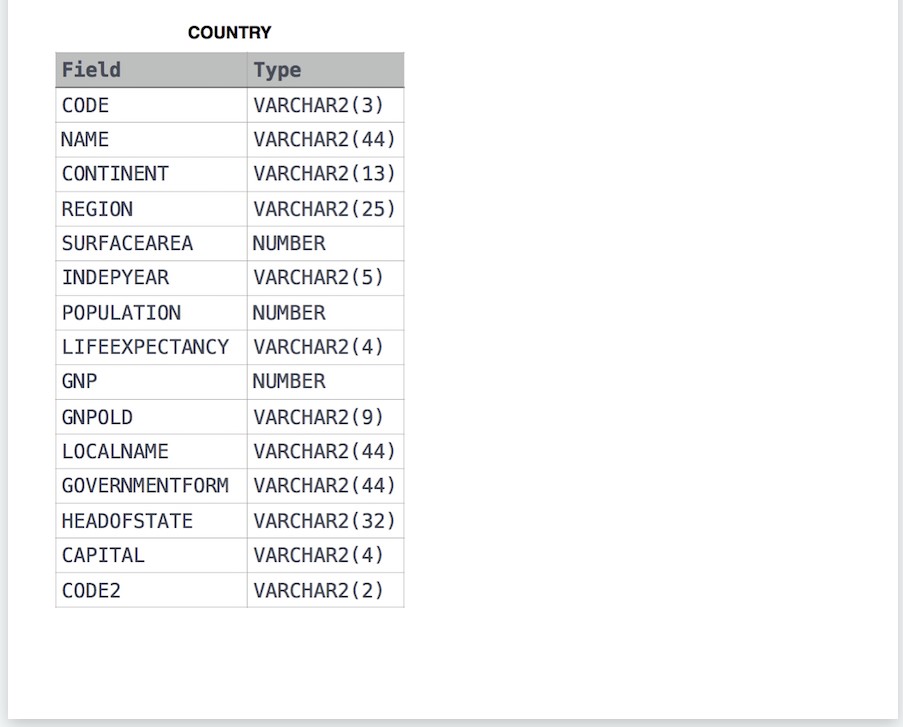 COUNTRY
Field Type
CODE VARCHAR2(3)
NAME VARCHAR2(44)
CONTINENT VARCHAR2(13)
REGION VARCHAR2(25)
SURFACEAREA NUMBER
INDEPYEAR VARCHAR2(5)
POPULATION NUMBER
LIFEEXPECTANCY VARCHAR2(4)
GNP NUMBER
GNPOLD VARCHAR2(9)
LOCALNAME VARCHAR2(44)
GOVERNMENTFORM VARCHAR2(44)
HEADOFSTATE VARCHAR2(32)
CAPITAL VARCHAR2(4)
CODE2 VARCHAR2(2)